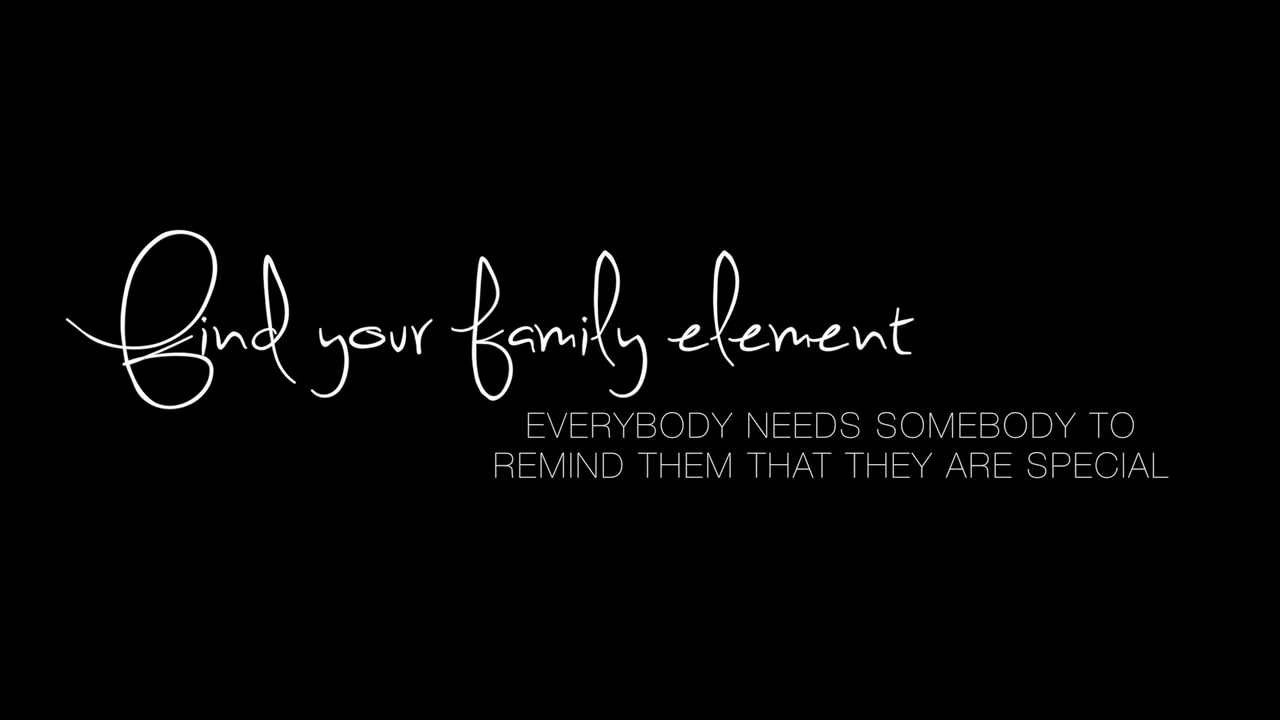 Find your family element
EVERYBODY NEEDS SOMEBODY TO
REMIND THEM THAT THEY ARE SPECIAL